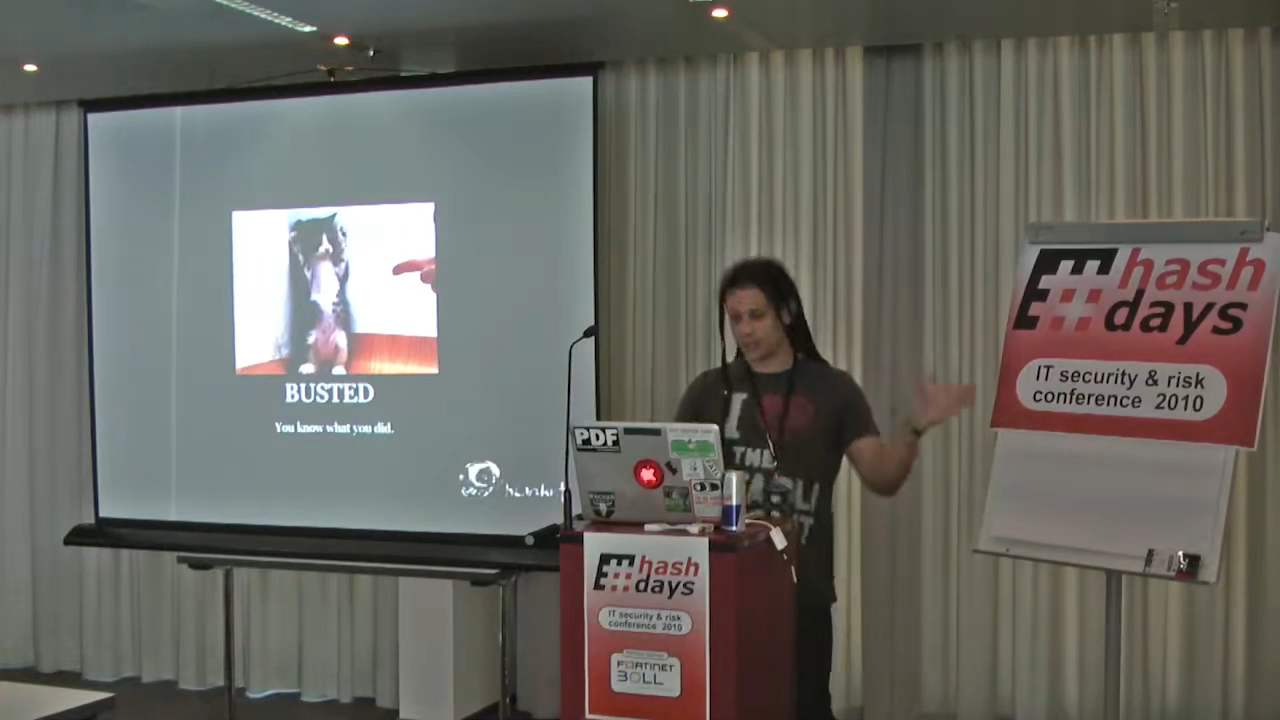 BUSTED
You know what you did.
hash
days
IT security & risk
conference 2010
PDF
I
THE
hash
days
IT security & risk
conference 2010
FORTINET
BOLL